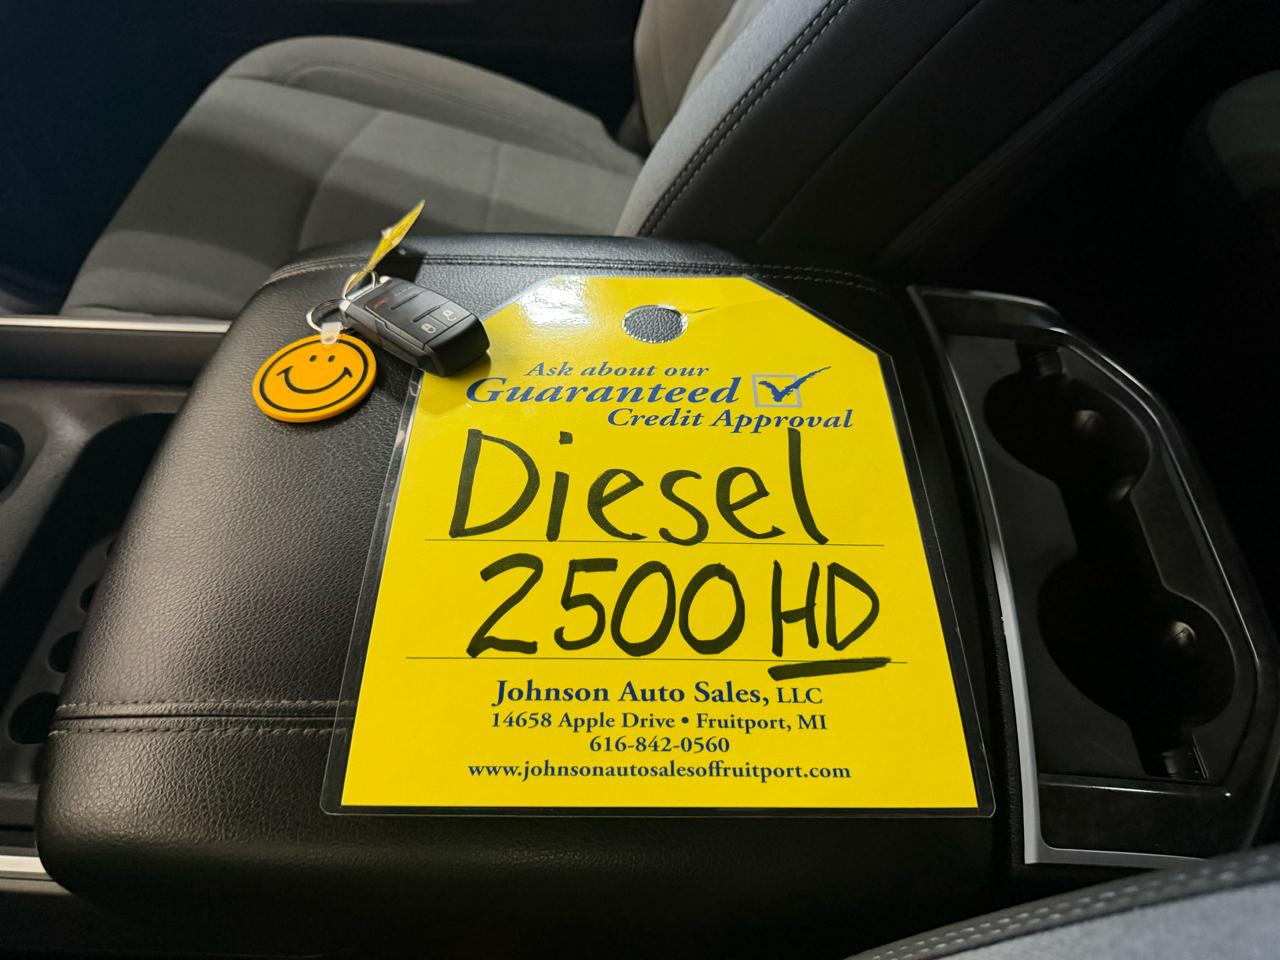 Ask about our
Guaranteed
Credit Approval
Diesel
2500 HD
Johnson Auto Sales, LLC
14658 Apple Drive • Fruitport, MI
616-842-0560
www.johnsonautosalesoffruitport.com